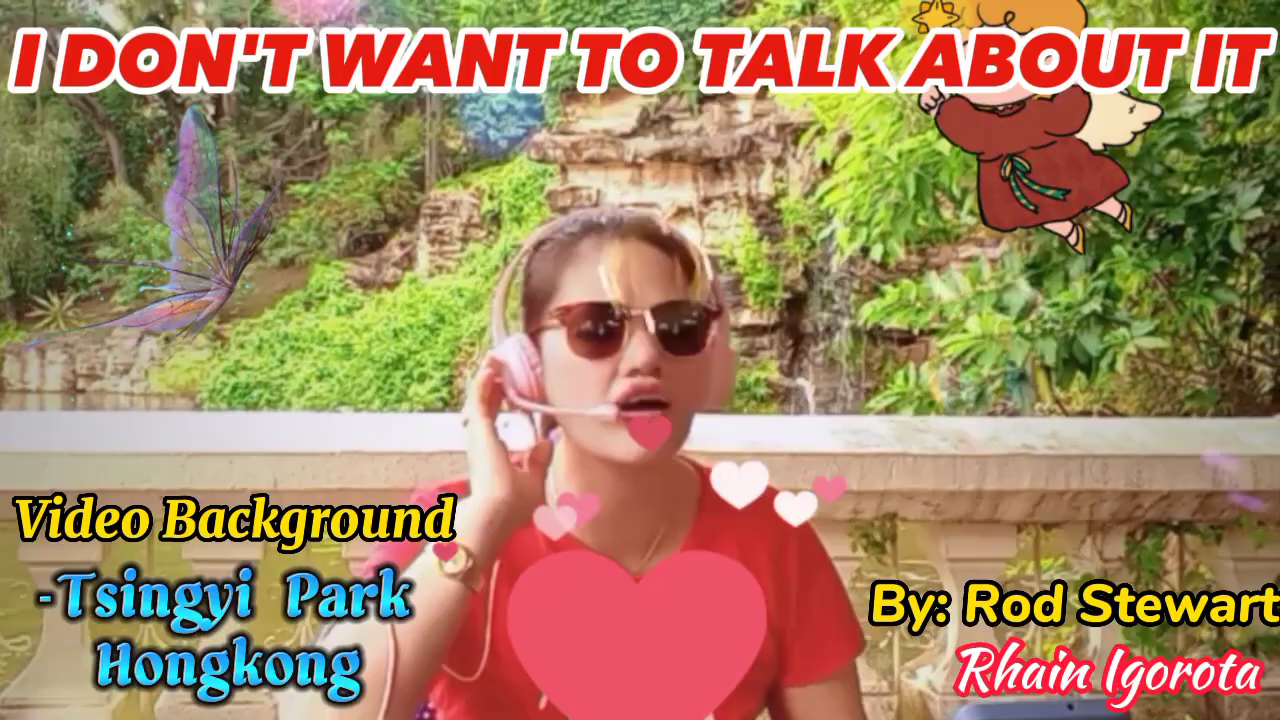 I DON'T WANT TO TALK ABOUT IT
Video Background
-Tsingyi Park
Hongkong
By: Rod Stewart
Rhain Igorota